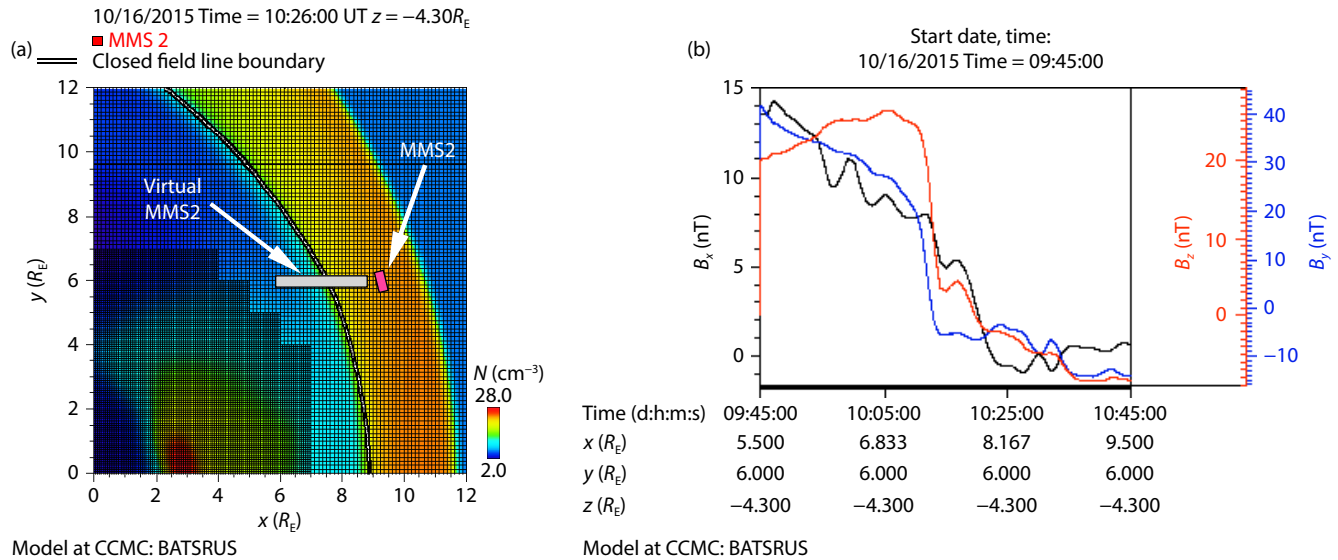 10/16/2015 Time = 10:26:00 UT z = −4.30R_E
(a)
MMS 2
Closed field line boundary
12
10
8
6
4
2
0
y (R_E)
0 2 4 6 8 10 12
x (R_E)
Virtual
MMS2
MMS2
N (cm⁻³)
28.0
2.0
Model at CCMC: BATSRUS
(b)
Start date, time:
10/16/2015 Time = 09:45:00
15
10
5
0
B_x (nT)
20
10
0
B_z (nT)
40
30
20
10
0
−10
B_y (nT)
Time (d:h:m:s) 09:45:00 10:05:00 10:25:00 10:45:00
x (R_E) 5.500 6.833 8.167 9.500
y (R_E) 6.000 6.000 6.000 6.000
z (R_E) −4.300 −4.300 −4.300 −4.300
Model at CCMC: BATSRUS